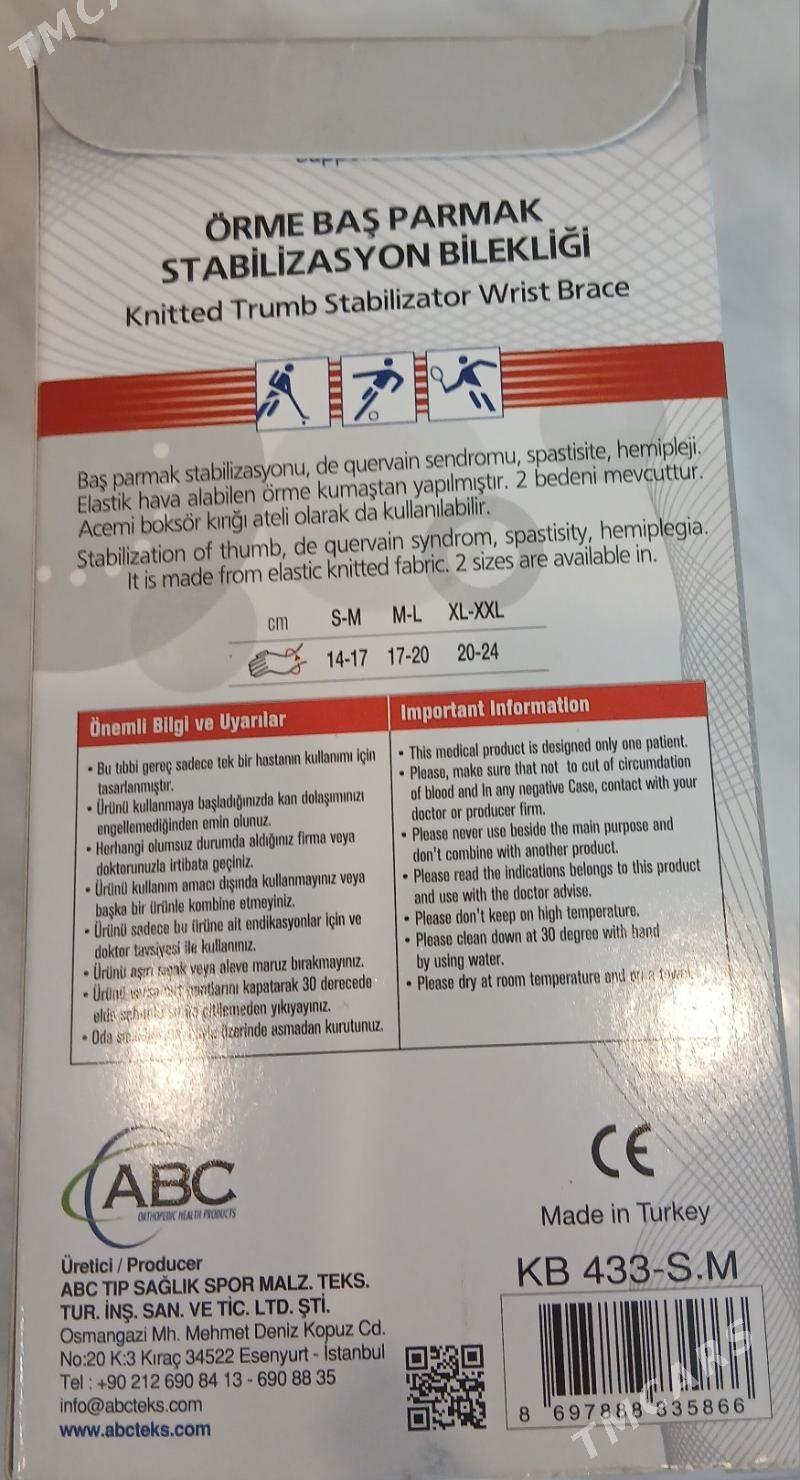 TMCA
ÖRME BAŞ PARMAK
STABİLİZASYON BİLEKLİĞİ
Knitted Trumb Stabilizator Wrist Brace
Baş parmak stabilizasyonu, de quervain sendromu, spastisite, hemipleji.
Elastik hava alabilen örme kumaştan yapılmıştır. 2 bedeni mevcuttur.
Acemi boksör kırığı ateli olarak da kullanılabilir.
Stabilization of thumb, de quervain syndrom, spastisity, hemiplegia.
It is made from elastic knitted fabric. 2 sizes are available in.
cm S-M M-L XL-XXL
14-17 17-20 20-24
Önemli Bilgi ve Uyarılar
• Bu tıbbi gereç sadece tek bir hastanın kullanımı için
tasarlanmıştır.
• Ürünü kullanmaya başladığınızda kan dolaşımınızı
engellemediğinden emin olunuz.
• Herhangi olumsuz durumda aldığınız firma veya
doktorunuzla irtibata geçiniz.
• Ürünü kullanım amacı dışında kullanmayınız veya
başka bir ürünle kombine etmeyiniz.
• Ürünü sadece bu ürüne ait endikasyonlar için ve
doktor tavsiyesi ile kullanınız.
• Ürünü aşırı sıcak veya aleve maruz bırakmayınız.
• Ürünü kapatarak 30 derecede
çitilemeden yıkıyayınız.
• Oda üzerinde asmadan kurutunuz.
Important Information
• This medical product is designed only one patient.
• Please, make sure that not to cut of circumdation
of blood and in any negative Case, contact with your
doctor or producer firm.
• Please never use beside the main purpose and
don't combine with another product.
• Please read the indications belongs to this product
and use with the doctor advise.
• Please don't keep on high temperature.
• Please clean down at 30 degree with hand
by using water.
• Please dry at room temperature and
ABC
ORTHOPEDIC HEALTH PRODUCTS
CE
Made in Turkey
KB 433-S.M
Üretici / Producer
ABC TIP SAĞLIK SPOR MALZ. TEKS.
TUR. İNŞ. SAN. VE TİC. LTD. ŞTİ.
Osmangazi Mh. Mehmet Deniz Kopuz Cd.
No:20 K:3 Kıraç 34522 Esenyurt - İstanbul
Tel : +90 212 690 84 13 - 690 88 35
info@abcteks.com
www.abcteks.com
8 697888 335866
TMCARS